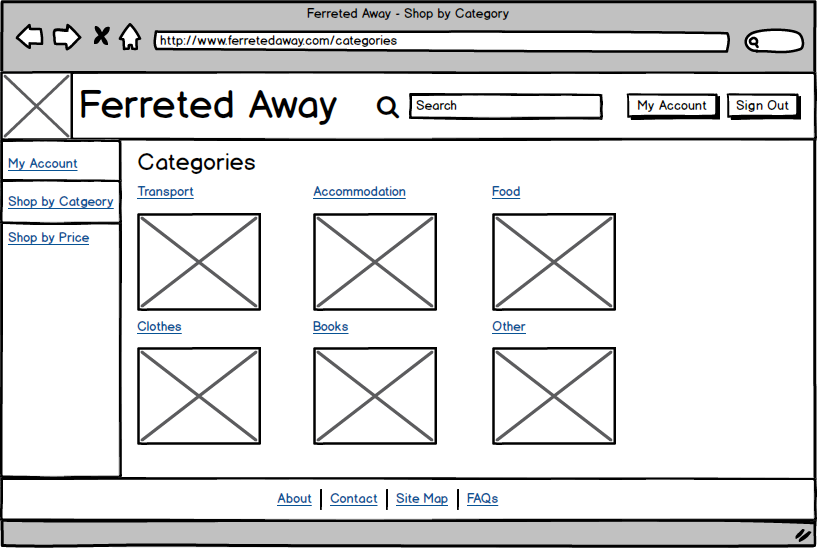 Ferreted Away - Shop by Category
http://www.ferretedaway.com/categories
Ferreted Away
Search
My Account
Sign Out
My Account
Shop by Catgeory
Shop by Price
Categories
Transport Accommodation Food
Clothes Books Other
About Contact Site Map FAQs